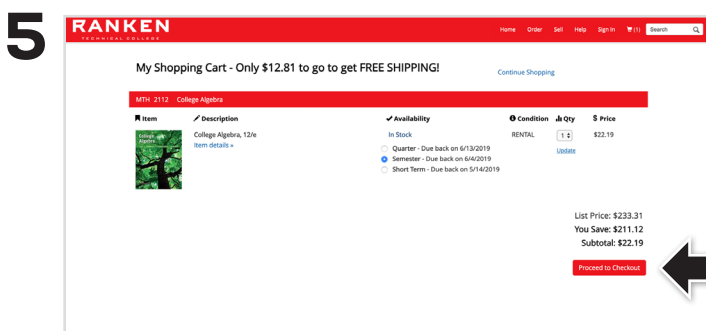 5
RANKEN
TECHNICAL COLLEGE
Home Order Sell Help Sign In (1) Search
My Shopping Cart - Only $12.81 to go to get FREE SHIPPING!
Continue Shopping
MTH 2112 College Algebra
Item Description Availability Condition Qty $ Price
College Algebra
College Algebra, 12/e In Stock RENTAL 1 $22.19
Item details »
Quarter - Due back on 6/13/2019
Update
Semester - Due back on 6/4/2019
Short Term - Due back on 5/14/2019
List Price: $233.31
You Save: $211.12
Subtotal: $22.19
Proceed to Checkout